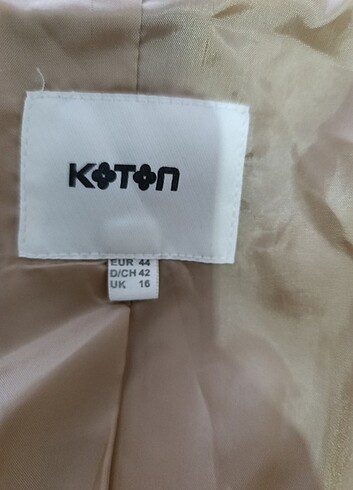 KOTON
EUR 44
D/CH 42
UK 16